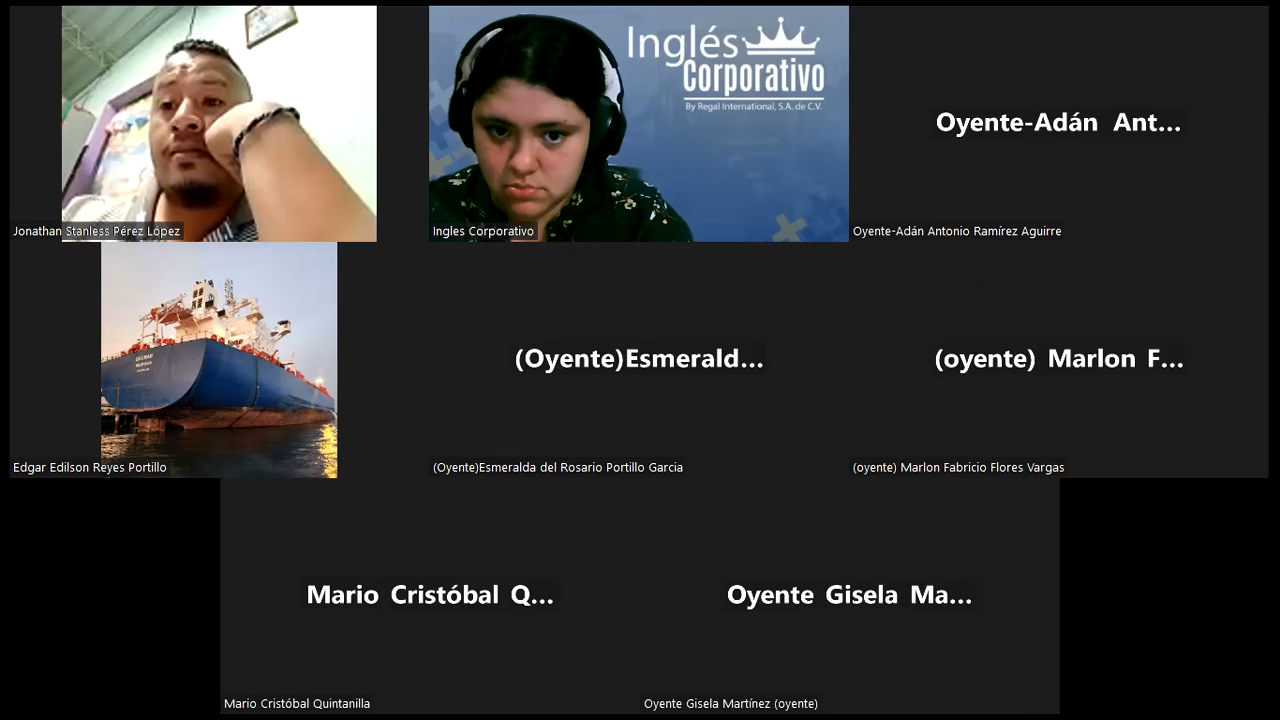 Inglés
Corporativo
By Regal International, S.A. de C.V.
Oyente-Adán Ant...
Jonathan Stanless Pérez López
Ingles Corporativo
Oyente-Adán Antonio Ramírez Aguirre
(Oyente)Esmerald...
(oyente) Marlon F...
Edgar Edilson Reyes Portillo
(Oyente)Esmeralda del Rosario Portillo Garcia
(oyente) Marlon Fabricio Flores Vargas
Mario Cristóbal Q...
Oyente Gisela Ma...
Mario Cristóbal Quintanilla
Oyente Gisela Martínez (oyente)